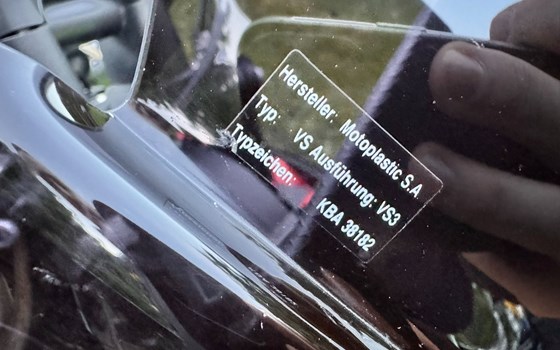 Hersteller: Motoplastic S.A.
Typ: VS Ausführung: VS3
Typzeichen: KBA 38182